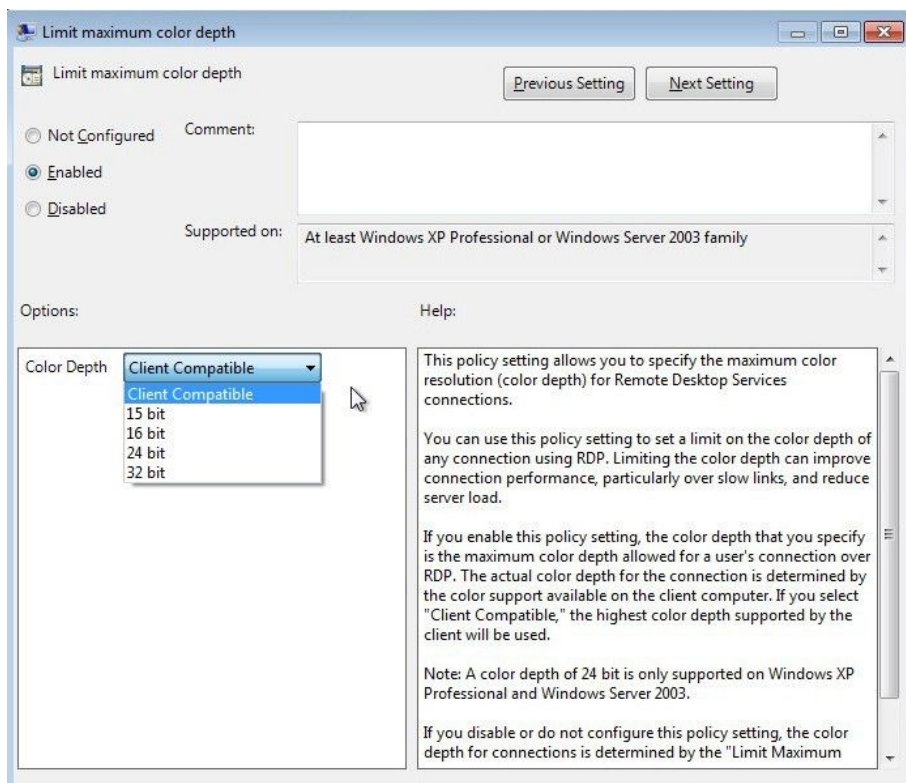 Limit maximum color depth
Limit maximum color depth
Previous Setting
Next Setting
Not Configured
Comment:
Enabled
Disabled
Supported on:
At least Windows XP Professional or Windows Server 2003 family
Options:
Help:
Color Depth
Client Compatible
Client Compatible
15 bit
16 bit
24 bit
32 bit
This policy setting allows you to specify the maximum color
resolution (color depth) for Remote Desktop Services
connections.
You can use this policy setting to set a limit on the color depth of
any connection using RDP. Limiting the color depth can improve
connection performance, particularly over slow links, and reduce
server load.
If you enable this policy setting, the color depth that you specify
is the maximum color depth allowed for a user's connection over
RDP. The actual color depth for the connection is determined by
the color support available on the client computer. If you select
"Client Compatible," the highest color depth supported by the
client will be used.
Note: A color depth of 24 bit is only supported on Windows XP
Professional and Windows Server 2003.
If you disable or do not configure this policy setting, the color
depth for connections is determined by the "Limit Maximum